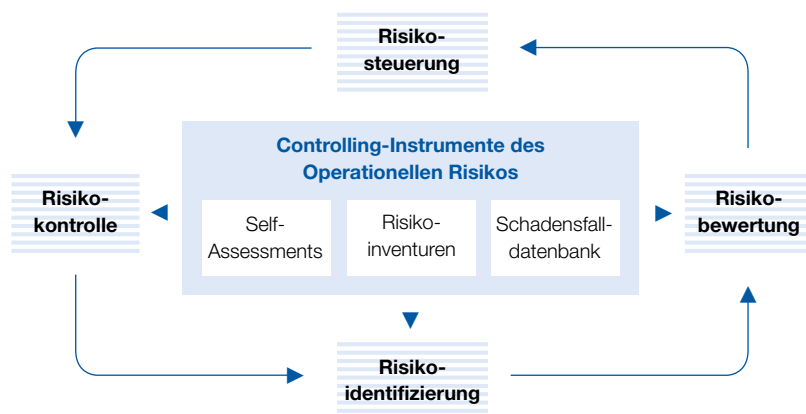 Risiko-
steuerung
Controlling-Instrumente des
Operationellen Risikos
Risiko-
kontrolle
Self-
Assessments
Risiko-
inventuren
Schadensfall-
datenbank
Risiko-
bewertung
Risiko-
identifizierung